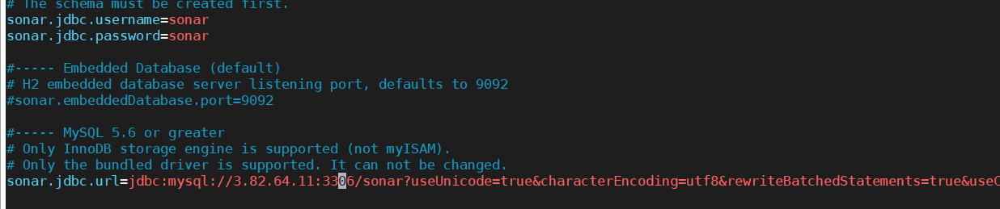 # The schema must be created first.
sonar.jdbc.username=sonar
sonar.jdbc.password=sonar
#----- Embedded Database (default)
# H2 embedded database server listening port, defaults to 9092
#sonar.embeddedDatabase.port=9092
#----- MySQL 5.6 or greater
# Only InnoDB storage engine is supported (not myISAM).
# Only the bundled driver is supported. It can not be changed.
sonar.jdbc.url=jdbc:mysql://3.82.64.11:3306/sonar?useUnicode=true&characterEncoding=utf8&rewriteBatchedStatements=true&useC